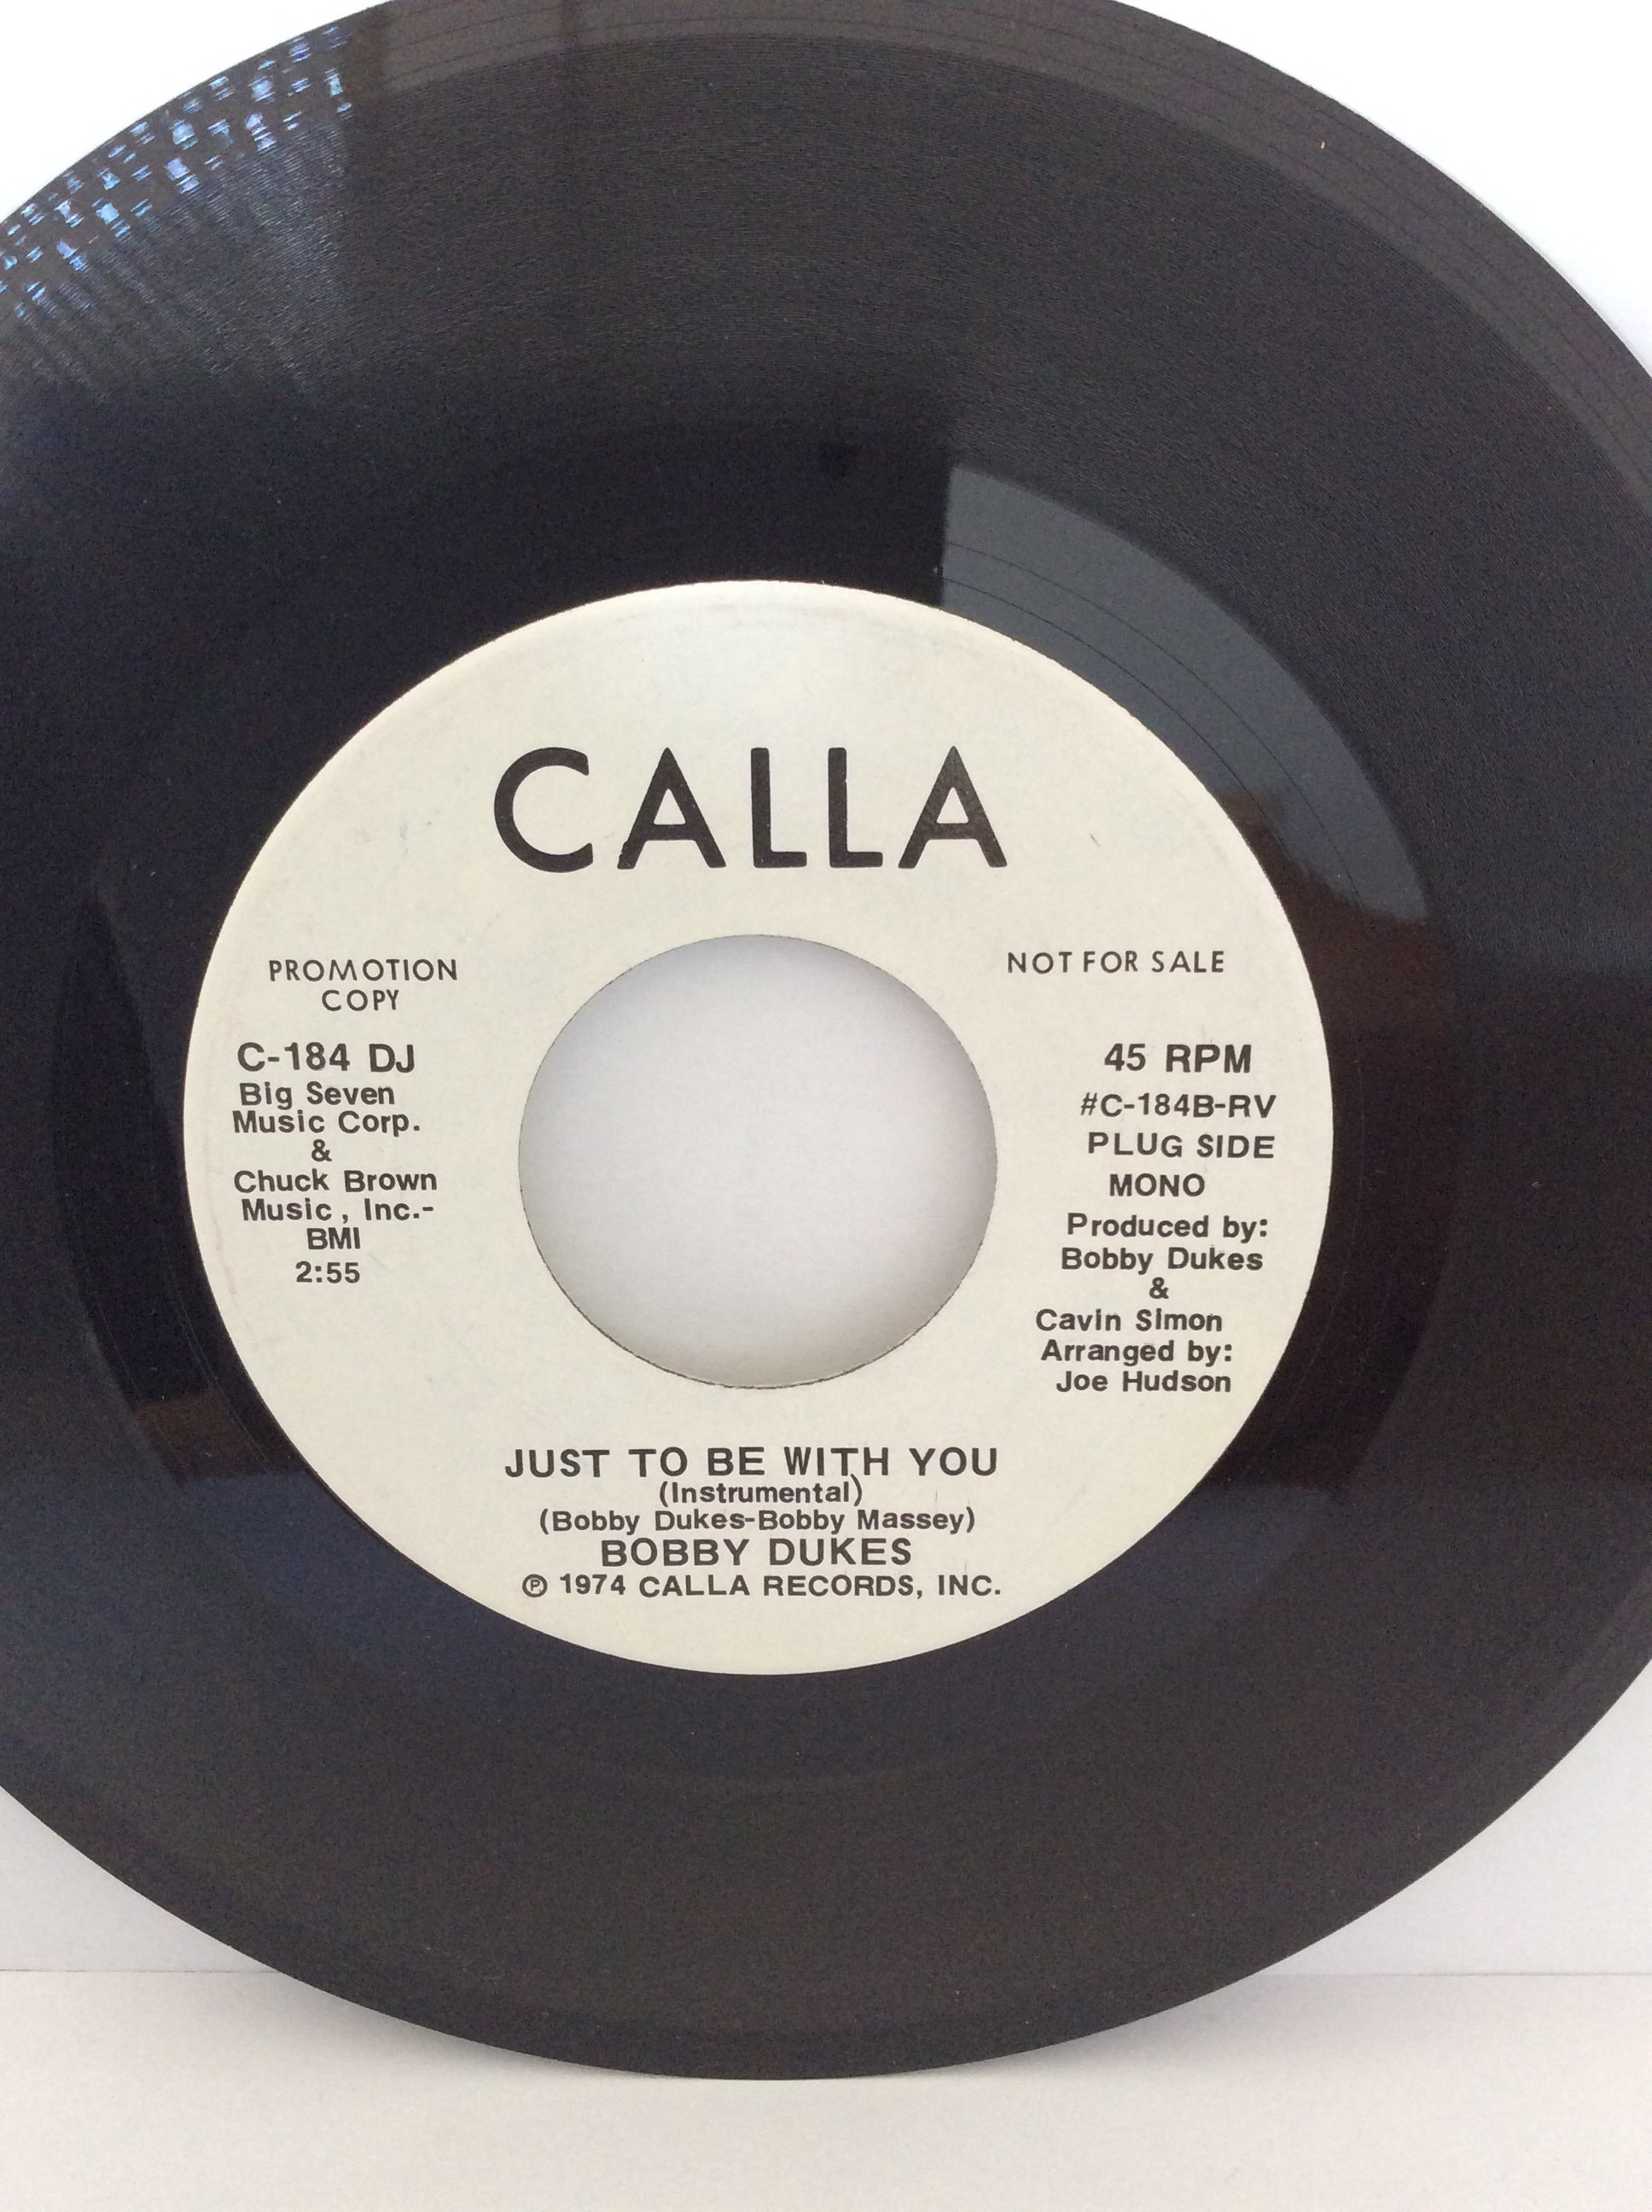 CALLA
PROMOTION
COPY
C-184 DJ
Big Seven
Music Corp.
&
Chuck Brown
Music, Inc.-
BMI
2:55
NOT FOR SALE
45 RPM
#C-184B-RV
PLUG SIDE
MONO
Produced by:
Bobby Dukes
&
Cavin Simon
Arranged by:
Joe Hudson
JUST TO BE WITH YOU
(Instrumental)
(Bobby Dukes-Bobby Massey)
BOBBY DUKES
℗ 1974 CALLA RECORDS, INC.